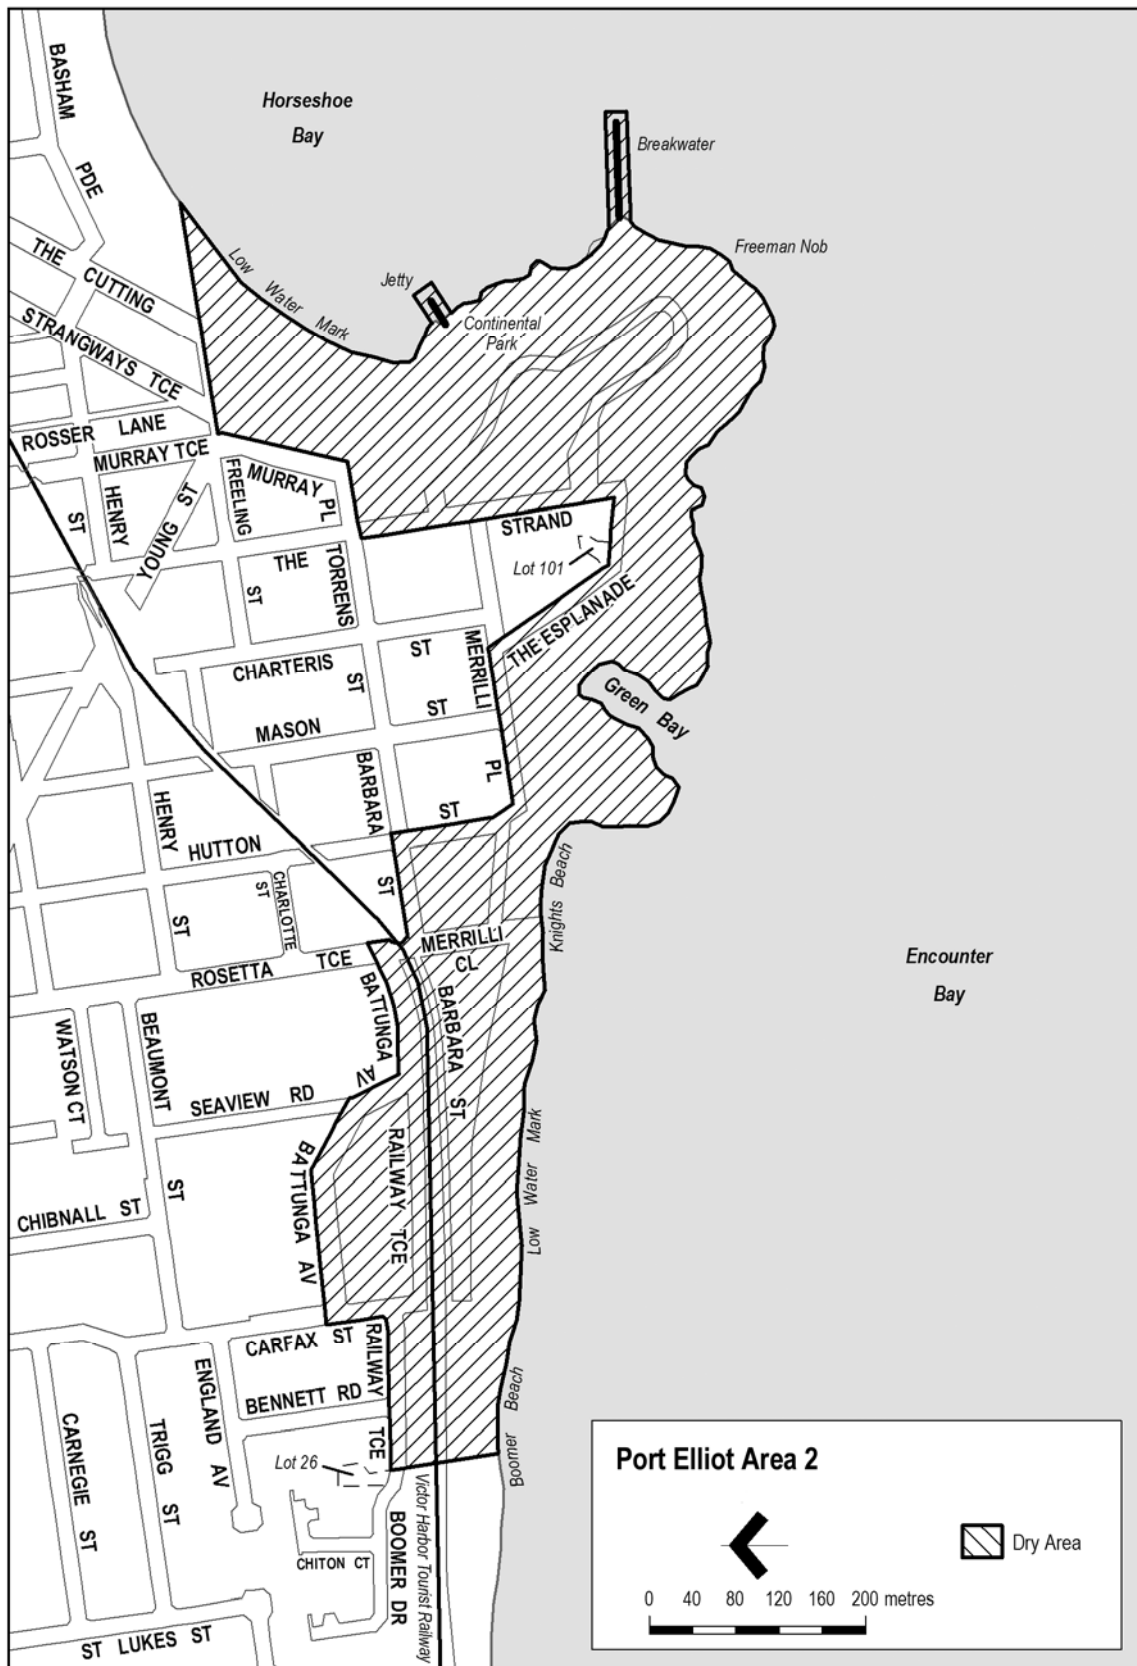 BASHAM
PDE
Horseshoe
Bay
Breakwater
THE CUTTING
Low Water Mark
Freeman Nob
Jetty
STRANGWAYS TCE
Continental
Park
ROSSER LANE
MURRAY TCE
MURRAY PL
FREELING
ST
HENRY
ST
YOUNG ST
STRAND
THE
TORRENS
ST
Lot 101
THE ESPLANADE
MERRILLI
PL
CHARTERIS
ST
Green Bay
MASON
ST
BARBARA
ST
HENRY
ST
HUTTON
ST
CHARLOTTE
ST
Knights Beach
MERRILLI
CL
ROSETTA TCE
Encounter
Bay
BATTUNGA
AV
BARBARA
ST
WATSON CT
BEAUMONT
ST
SEAVIEW RD
RAILWAY TCE
Low Water Mark
BATTUNGA AV
CHIBNALL ST
CARFAX ST
RAILWAY
TCE
ENGLAND AV
BENNETT RD
Boomer Beach
CARNEGIE ST
TRIGG ST
Lot 26
BOOMER DR
Victor Harbor Tourist Railway
CHITON CT
ST LUKES ST
Port Elliot Area 2
Dry Area
0 40 80 120 160 200 metres